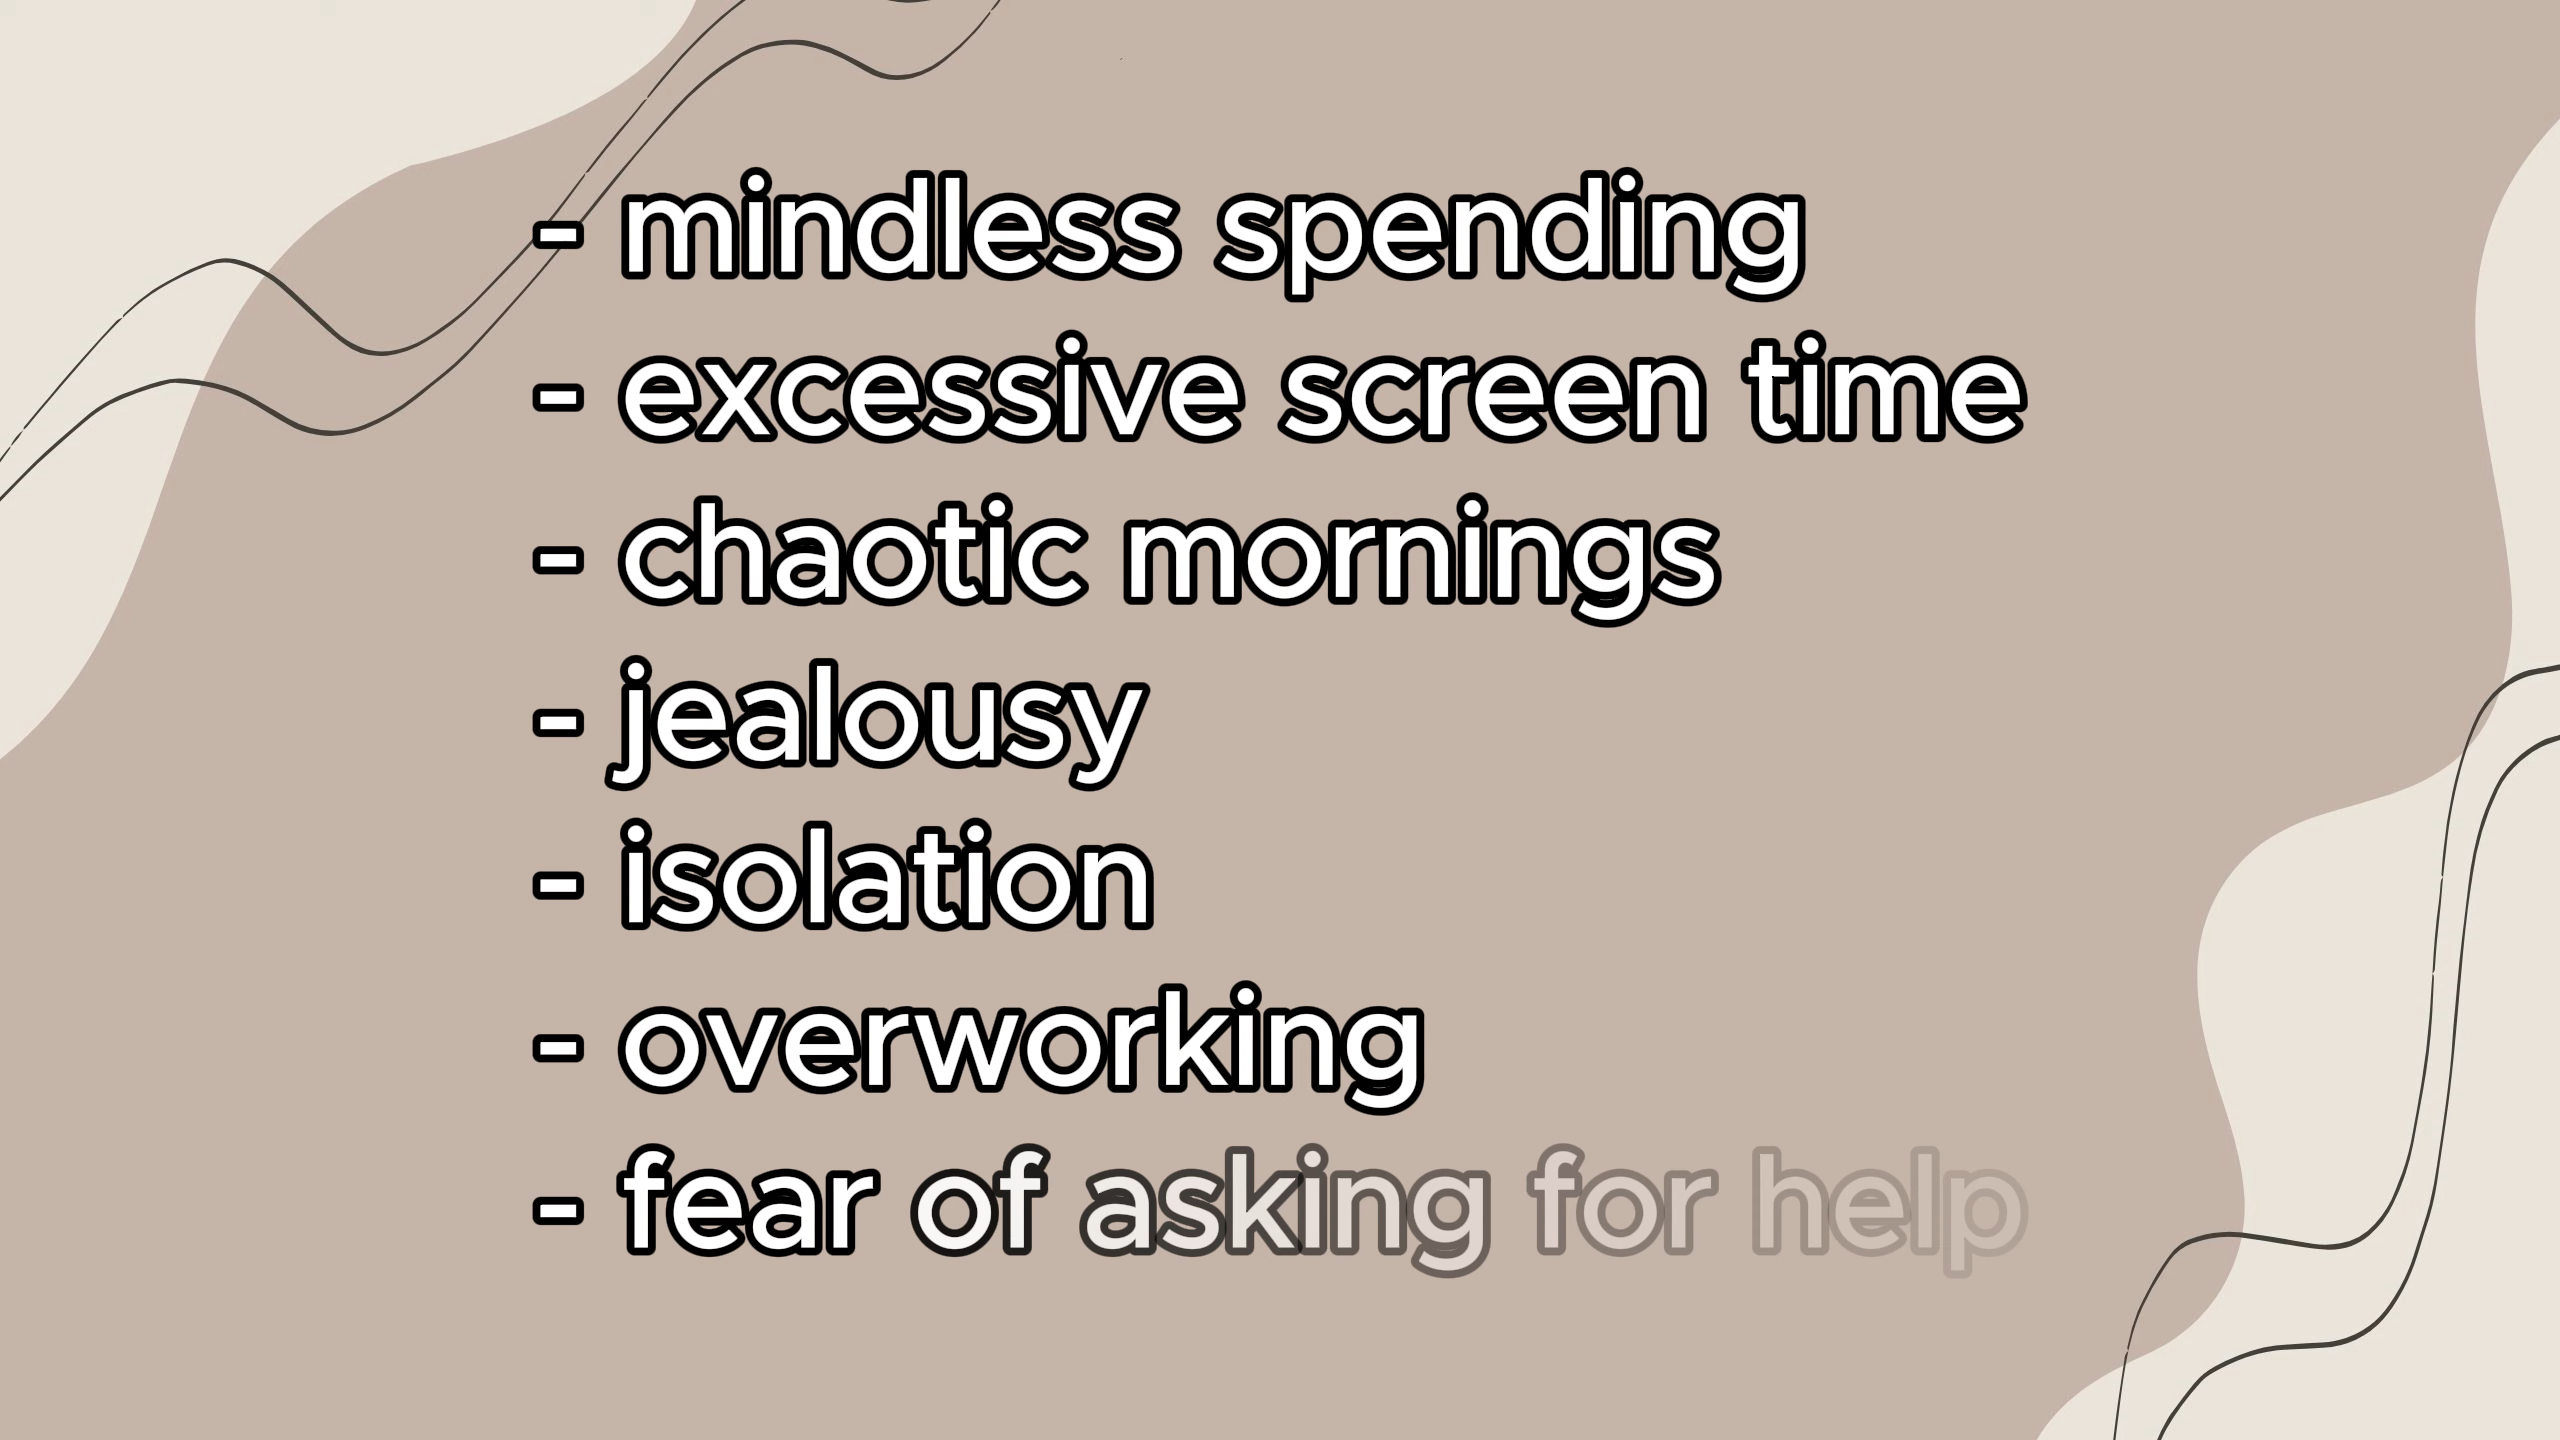 - mindless spending
- excessive screen time
- chaotic mornings
- jealousy
- isolation
- overworking
- fear of asking for help